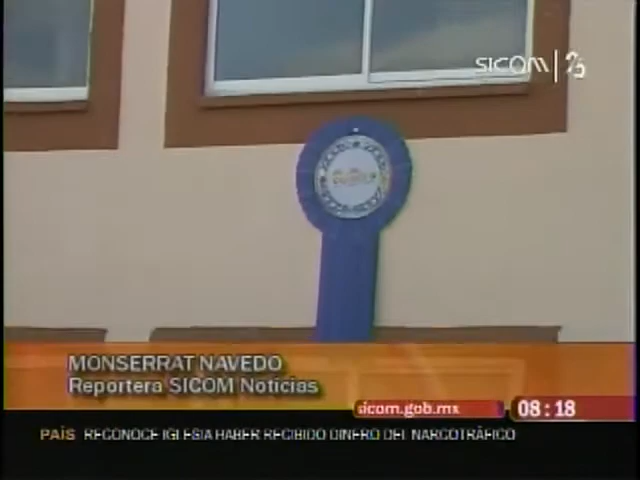 SICOM 26
MONSERRAT NAVEDO
Reportera SICOM Noticias
sicom.gob.mx
08:18
PAÍS RECONOCE IGLESIA HABER RECIBIDO DINERO DEL NARCOTRÁFICO